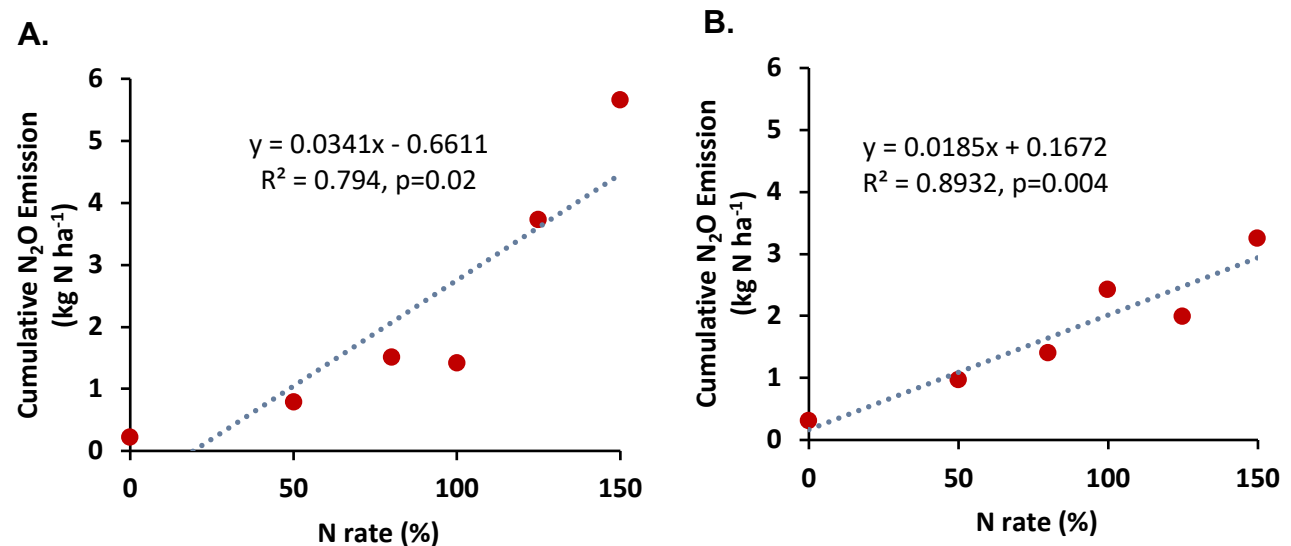 A.
Cumulative N₂O Emission
(kg N ha⁻¹)
6
5
4
3
2
1
0
y = 0.0341x - 0.6611
R² = 0.794, p=0.02
0 50 100 150
N rate (%)
B.
Cumulative N₂O Emission
(kg N ha⁻¹)
6
5
4
3
2
1
0
y = 0.0185x + 0.1672
R² = 0.8932, p=0.004
0 50 100 150
N rate (%)